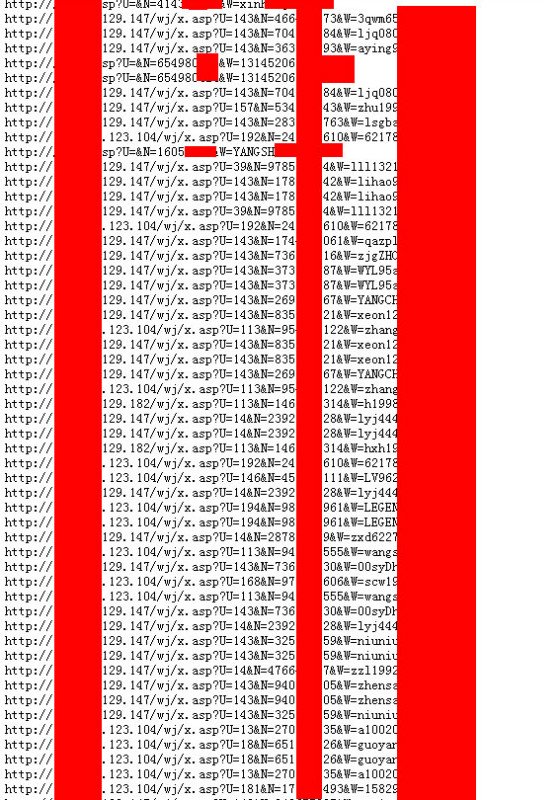 http:// sp?U=&N=4143 &W=xinh
http:// 129.147/wj/x.asp?U=143&N=466 73&W=3qwm65
http:// 129.147/wj/x.asp?U=143&N=704 84&W=ljq080
http:// 129.147/wj/x.asp?U=143&N=363 93&W=aying9
http:// sp?U=&N=654980 &W=13145206
http:// sp?U=&N=654980 &W=13145206
http:// 129.147/wj/x.asp?U=143&N=704 84&W=ljq080
http:// 129.147/wj/x.asp?U=157&N=534 43&W=zhu199
http:// 129.147/wj/x.asp?U=143&N=283 763&W=lsgba
http:// .123.104/wj/x.asp?U=192&N=24 610&W=62178
http:// sp?U=&N=1605 W=YANGSH
http:// 129.147/wj/x.asp?U=39&N=9785 4&W=lll1321
http:// 129.147/wj/x.asp?U=143&N=178 42&W=lihao9
http:// 129.147/wj/x.asp?U=143&N=178 42&W=lihao9
http:// 129.147/wj/x.asp?U=39&N=9785 4&W=lll1321
http:// .123.104/wj/x.asp?U=192&N=24 610&W=62178
http:// 129.147/wj/x.asp?U=143&N=174 061&W=qazpl
http:// 129.147/wj/x.asp?U=143&N=736 16&W=zjgZHO
http:// 129.147/wj/x.asp?U=143&N=373 87&W=WYL95a
http:// 129.147/wj/x.asp?U=143&N=373 87&W=WYL95a
http:// 129.147/wj/x.asp?U=143&N=269 67&W=YANGCH
http:// 129.147/wj/x.asp?U=143&N=835 21&W=xeon12
http:// .123.104/wj/x.asp?U=113&N=95 122&W=zhang
http:// 129.147/wj/x.asp?U=143&N=835 21&W=xeon12
http:// 129.147/wj/x.asp?U=143&N=835 21&W=xeon12
http:// 129.147/wj/x.asp?U=143&N=269 67&W=YANGCH
http:// .123.104/wj/x.asp?U=113&N=95 122&W=zhang
http:// 129.182/wj/x.asp?U=113&N=146 314&W=h1998
http:// 129.147/wj/x.asp?U=14&N=2392 28&W=lyj444
http:// 129.147/wj/x.asp?U=14&N=2392 28&W=lyj444
http:// 129.182/wj/x.asp?U=113&N=146 314&W=hxh19
http:// .123.104/wj/x.asp?U=192&N=24 610&W=62178
http:// .123.104/wj/x.asp?U=146&N=45 111&W=LV962
http:// 129.147/wj/x.asp?U=14&N=2392 28&W=lyj444
http:// .123.104/wj/x.asp?U=194&N=98 961&W=LEGEN
http:// .123.104/wj/x.asp?U=194&N=98 961&W=LEGEN
http:// 129.147/wj/x.asp?U=14&N=2878 9&W=zxd6227
http:// .123.104/wj/x.asp?U=113&N=94 555&W=wangs
http:// 129.147/wj/x.asp?U=143&N=736 30&W=00syDh
http:// .123.104/wj/x.asp?U=168&N=97 606&W=scw19
http:// .123.104/wj/x.asp?U=113&N=94 555&W=wangs
http:// 129.147/wj/x.asp?U=143&N=736 30&W=00syDh
http:// 129.147/wj/x.asp?U=14&N=2392 28&W=lyj444
http:// 129.147/wj/x.asp?U=143&N=325 59&W=niuniu
http:// 129.147/wj/x.asp?U=143&N=325 59&W=niuniu
http:// 129.147/wj/x.asp?U=14&N=4766 7&W=zzl1992
http:// 129.147/wj/x.asp?U=143&N=940 05&W=zhensa
http:// 129.147/wj/x.asp?U=143&N=940 05&W=zhensa
http:// 129.147/wj/x.asp?U=143&N=325 59&W=niuniu
http:// .123.104/wj/x.asp?U=13&N=270 35&W=a10020
http:// .123.104/wj/x.asp?U=18&N=651 26&W=guoyan
http:// .123.104/wj/x.asp?U=18&N=651 26&W=guoyan
http:// .123.104/wj/x.asp?U=13&N=270 35&W=a10020
http:// .123.104/wj/x.asp?U=181&N=17 493&W=15829